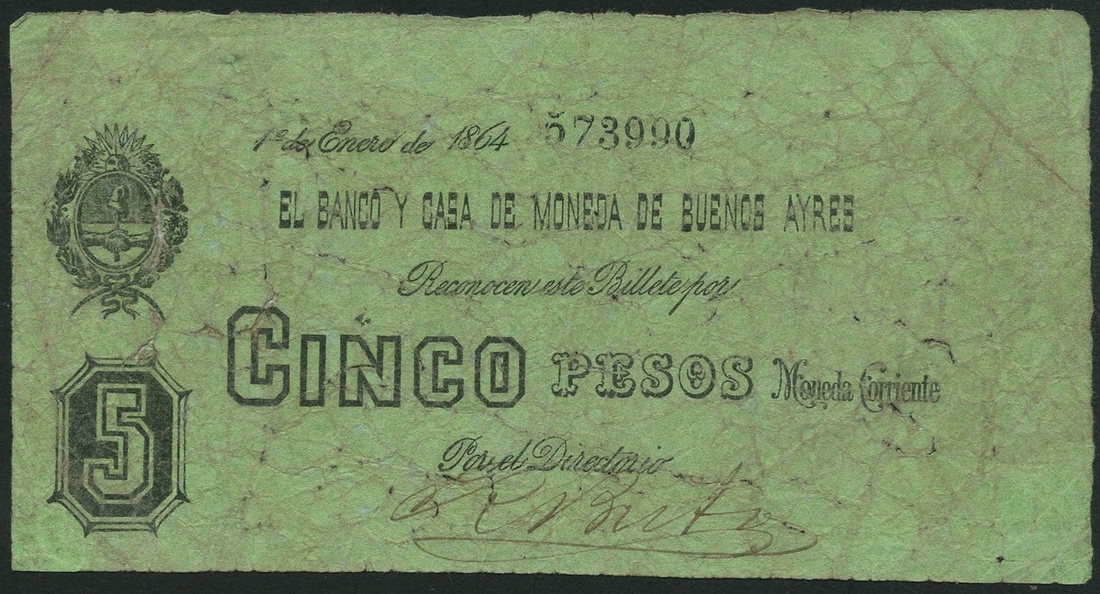 1º de Enero de 1864 573990
EL BANCO Y CASA DE MONEDA DE BUENOS AYRES
Reconocen este Billete por
CINCO PESOS Moneda Corriente
5
Por el Directorio